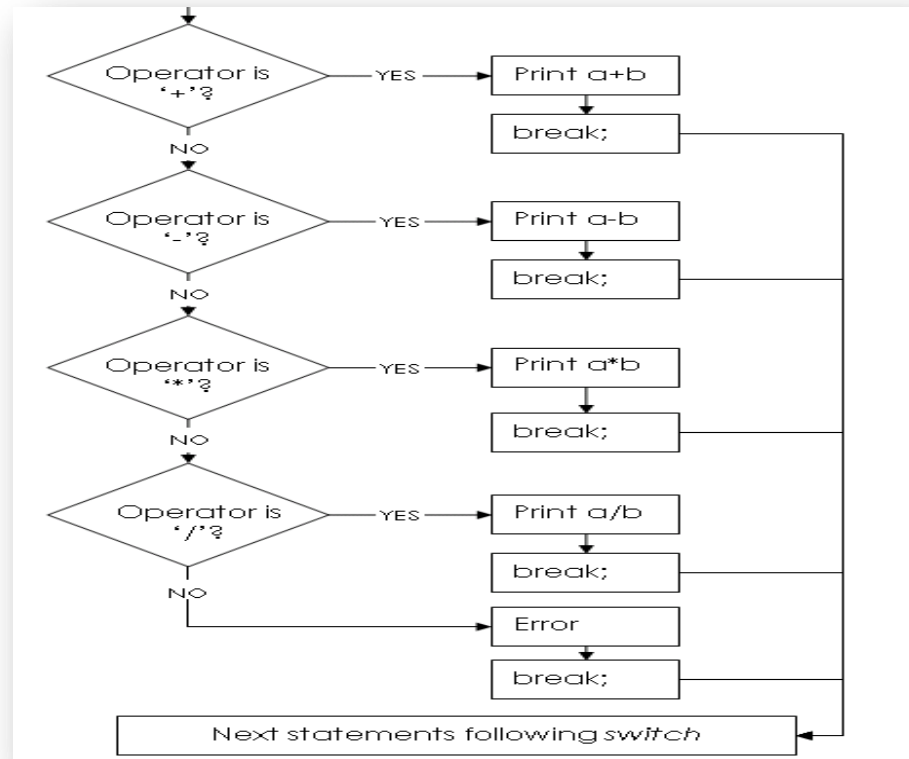 Operator is
‘+’?
YES
Print a+b
break;
NO
Operator is
‘-’?
YES
Print a-b
break;
NO
Operator is
‘*’?
YES
Print a*b
break;
NO
Operator is
‘/’?
YES
Print a/b
break;
NO
Error
break;
Next statements following switch